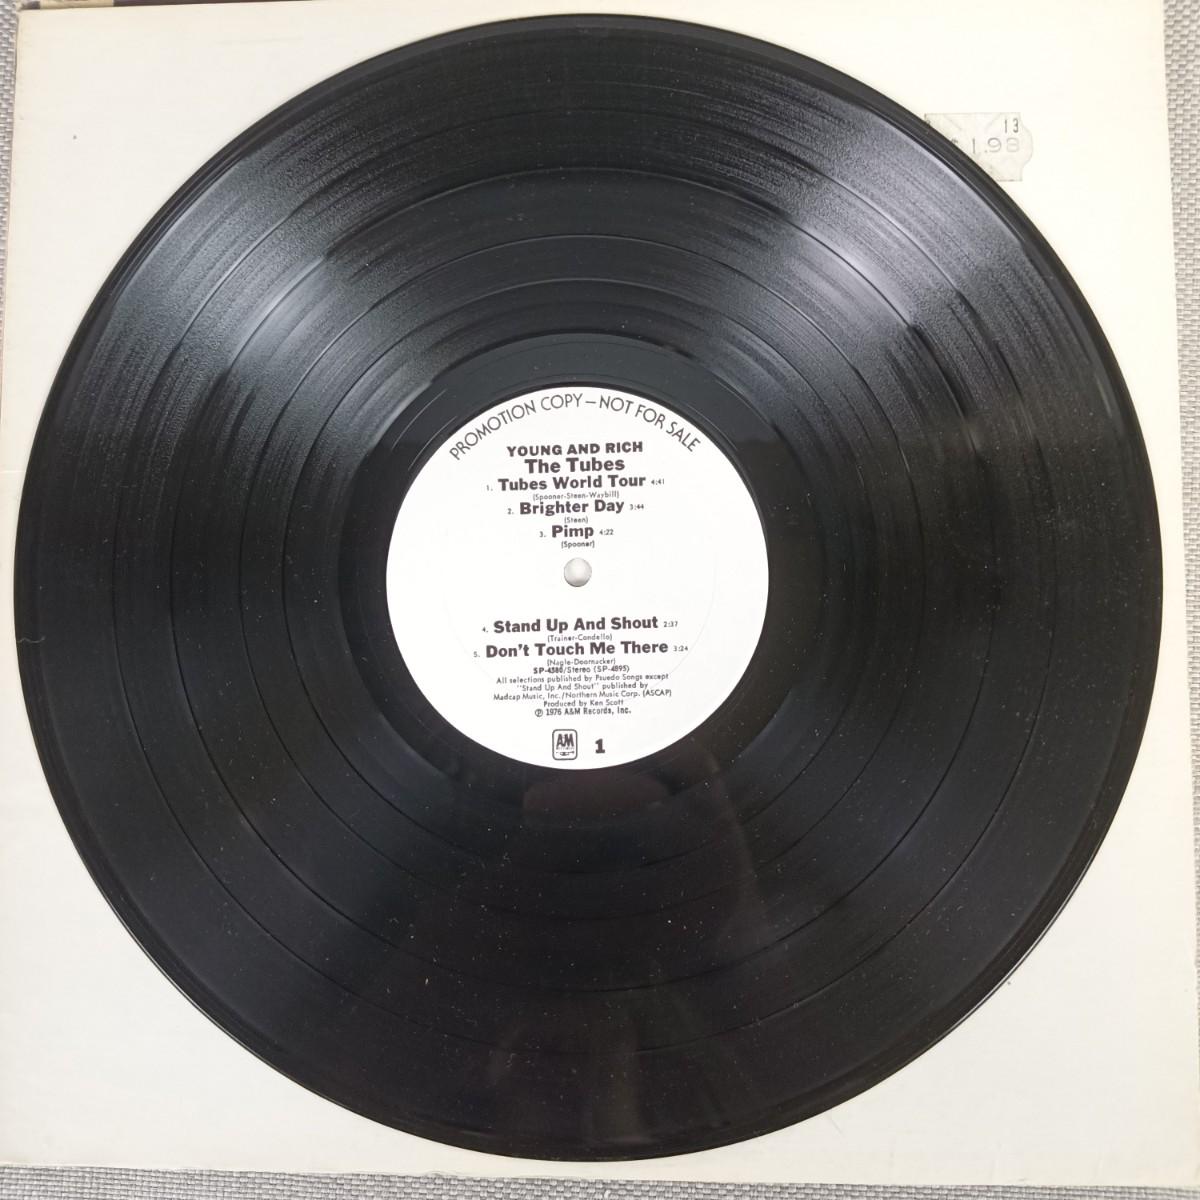 13
$1.98
PROMOTION COPY—NOT FOR SALE
YOUNG AND RICH
The Tubes
1. Tubes World Tour 4:41
(Spooner-Steen-Waybill)
2. Brighter Day 3:44
(Steen)
3. Pimp 4:22
(Spooner)
4. Stand Up And Shout 2:37
(Trainer-Condello)
5. Don't Touch Me There 3:24
(Nagle-Doornacker)
SP-4580/Stereo (SP-4895)
All selections published by Psuedo Songs except
"Stand Up And Shout" published by
Madcap Music, Inc./Northern Music Corp. (ASCAP)
Produced by Ken Scott
℗ 1976 A&M Records, Inc.
AM
RECORDS
1